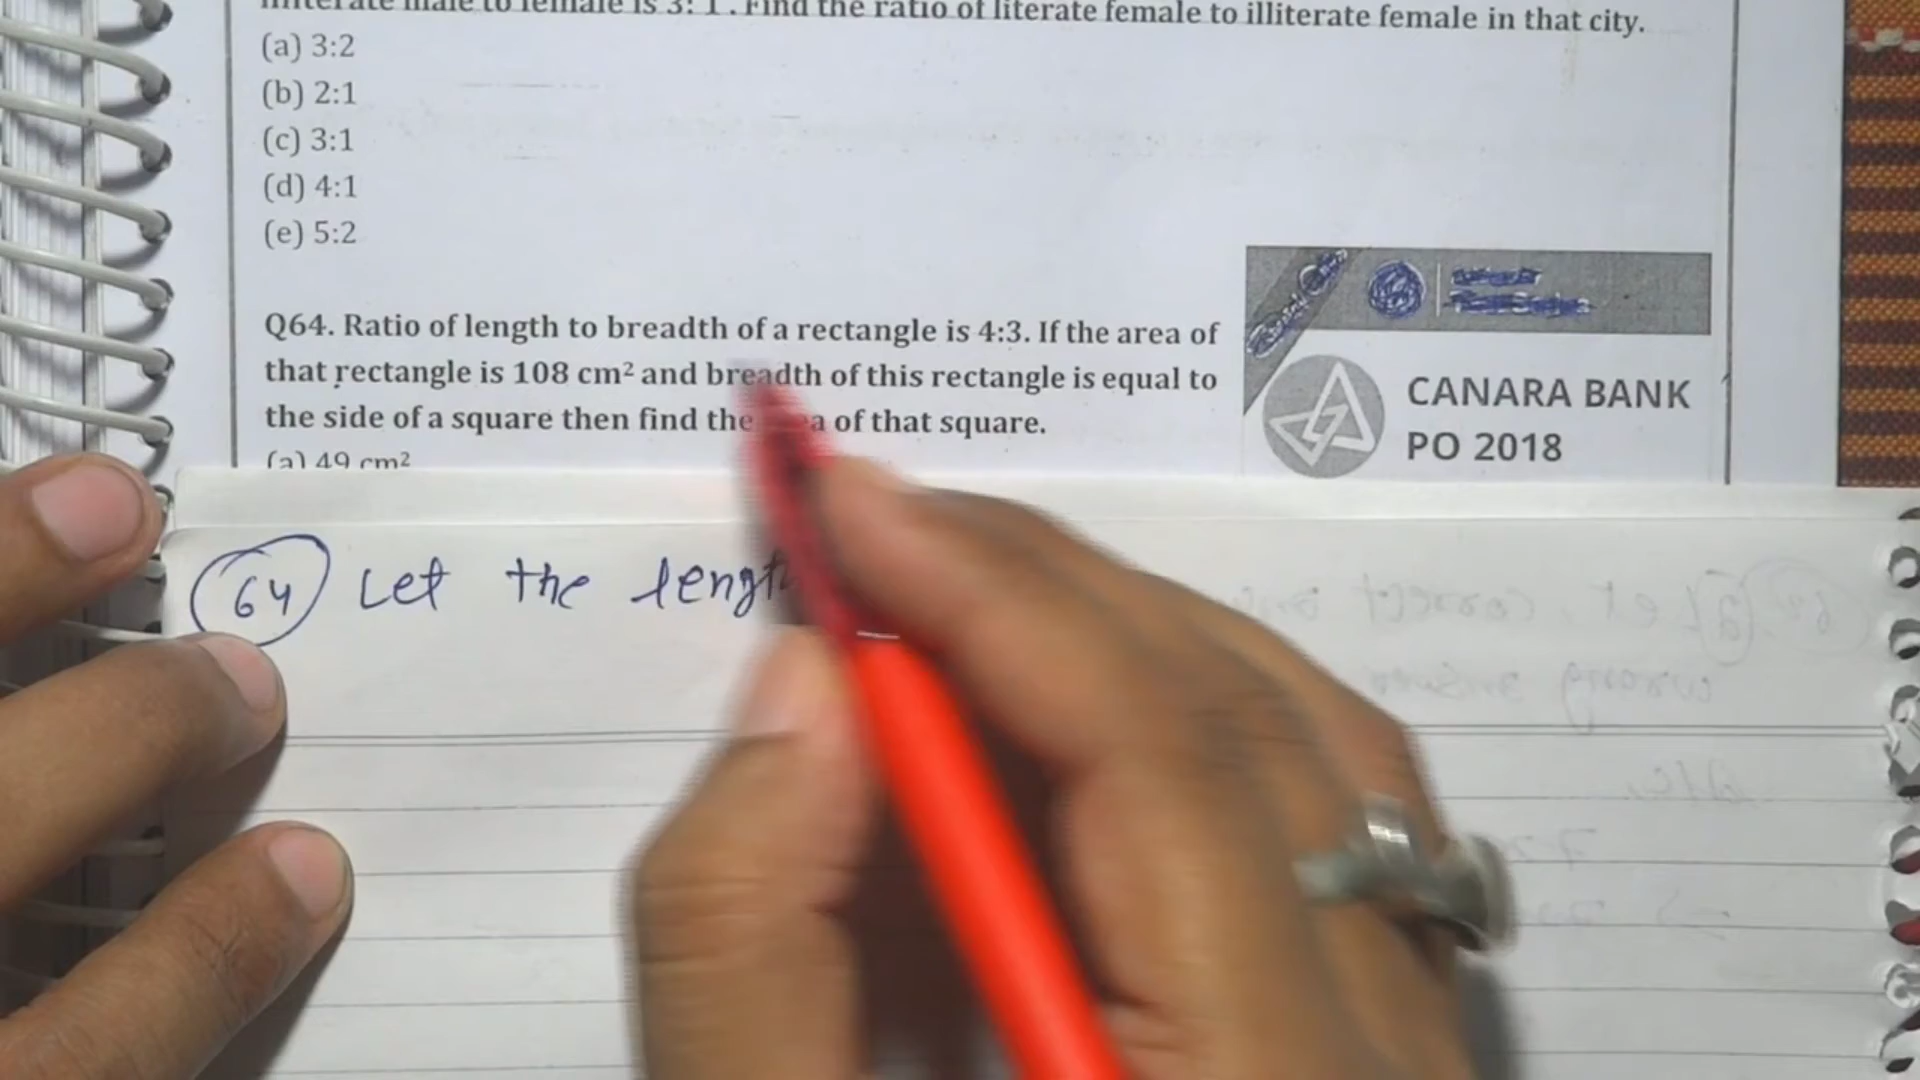 illiterate male to female is 3: 1 . Find the ratio of literate female to illiterate female in that city.
(a) 3:2
(b) 2:1
(c) 3:1
(d) 4:1
(e) 5:2
Q64. Ratio of length to breadth of a rectangle is 4:3. If the area of
that rectangle is 108 cm² and breadth of this rectangle is equal to
the side of a square then find the of that square.
(a) 49 cm²
CANARA BANK
PO 2018
64 Let the length